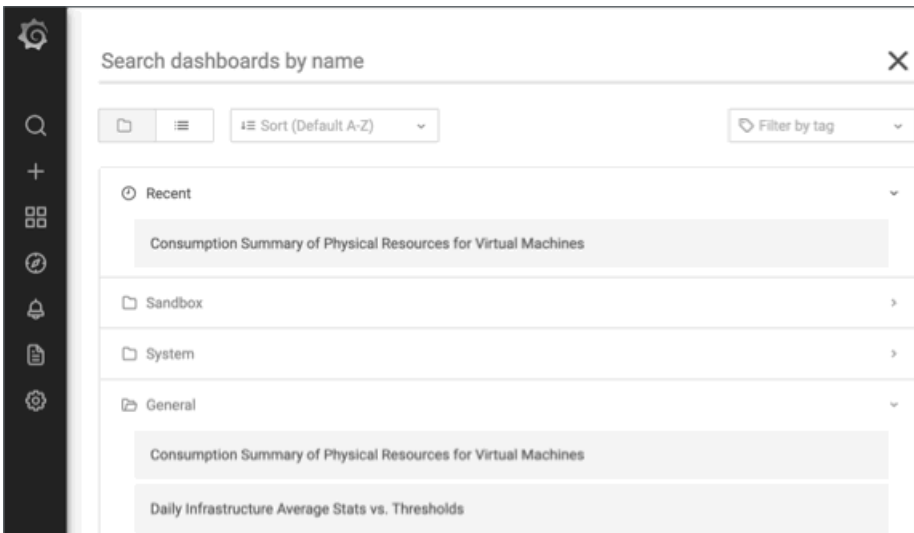 Search dashboards by name
Sort (Default A-Z)
Filter by tag
Recent
Consumption Summary of Physical Resources for Virtual Machines
Sandbox
System
General
Consumption Summary of Physical Resources for Virtual Machines
Daily Infrastructure Average Stats vs. Thresholds